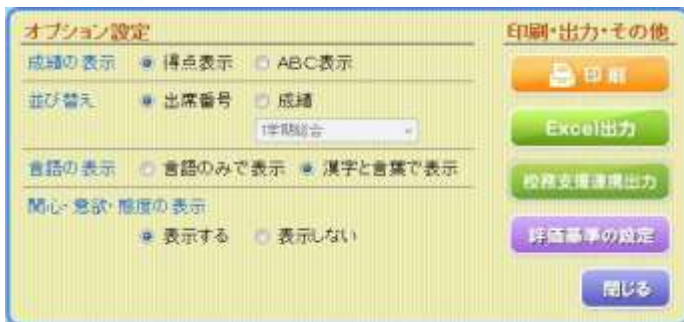 オプション設定
成績の表示 得点表示 ABC表示
並び替え 出席番号 成績
1学期総合
言語の表示 言語のみで表示 漢字と言葉で表示
関心・意欲・態度の表示
表示する 表示しない
印刷・出力・その他
印刷
Excel出力
校務支援連携出力
評価基準の設定
閉じる